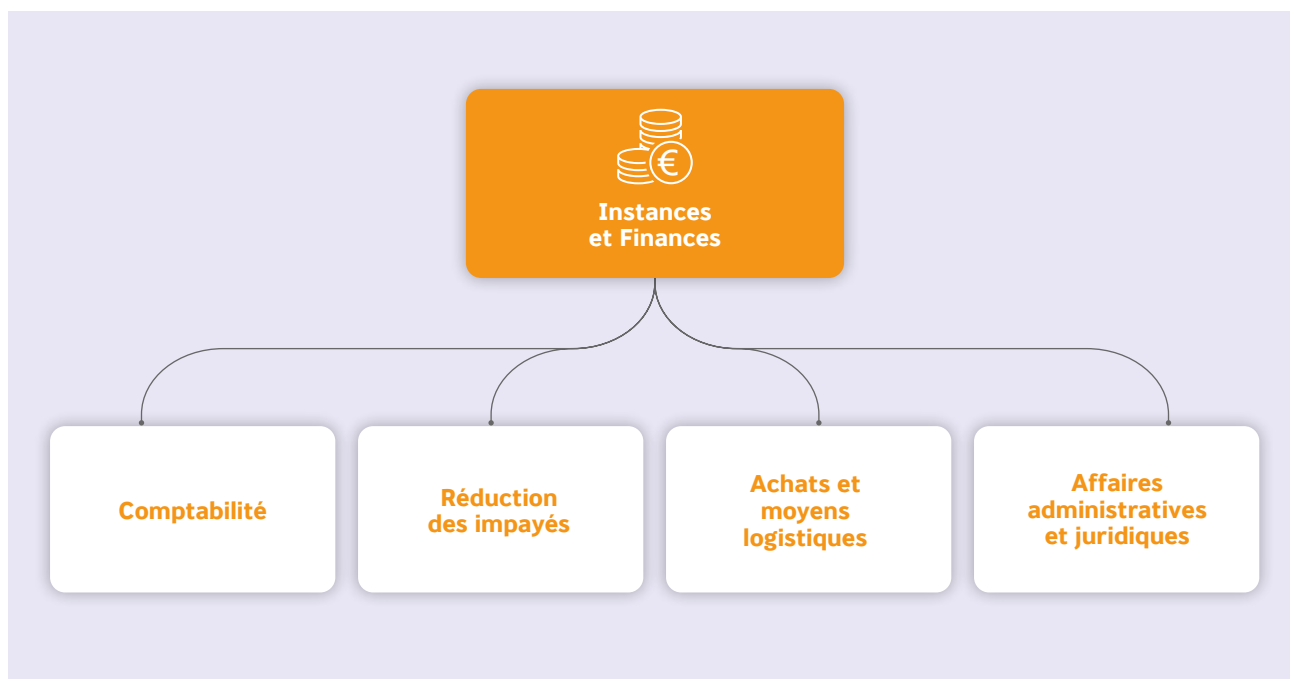 €
Instances
et Finances
Comptabilité
Réduction
des impayés
Achats et
moyens
logistiques
Affaires
administratives
et juridiques